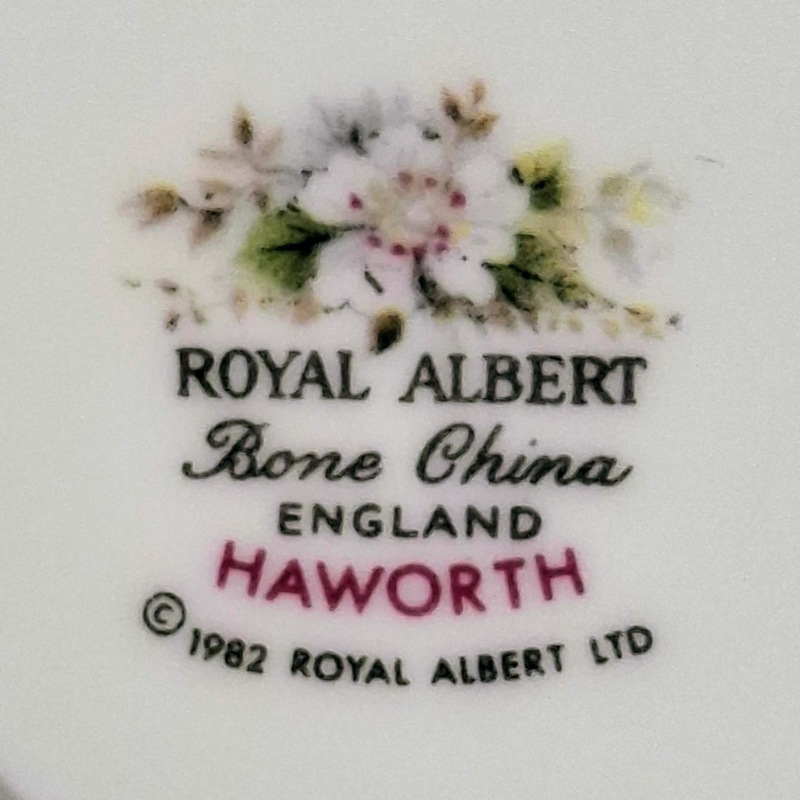 ROYAL ALBERT
Bone China
ENGLAND
HAWORTH
© 1982 ROYAL ALBERT LTD